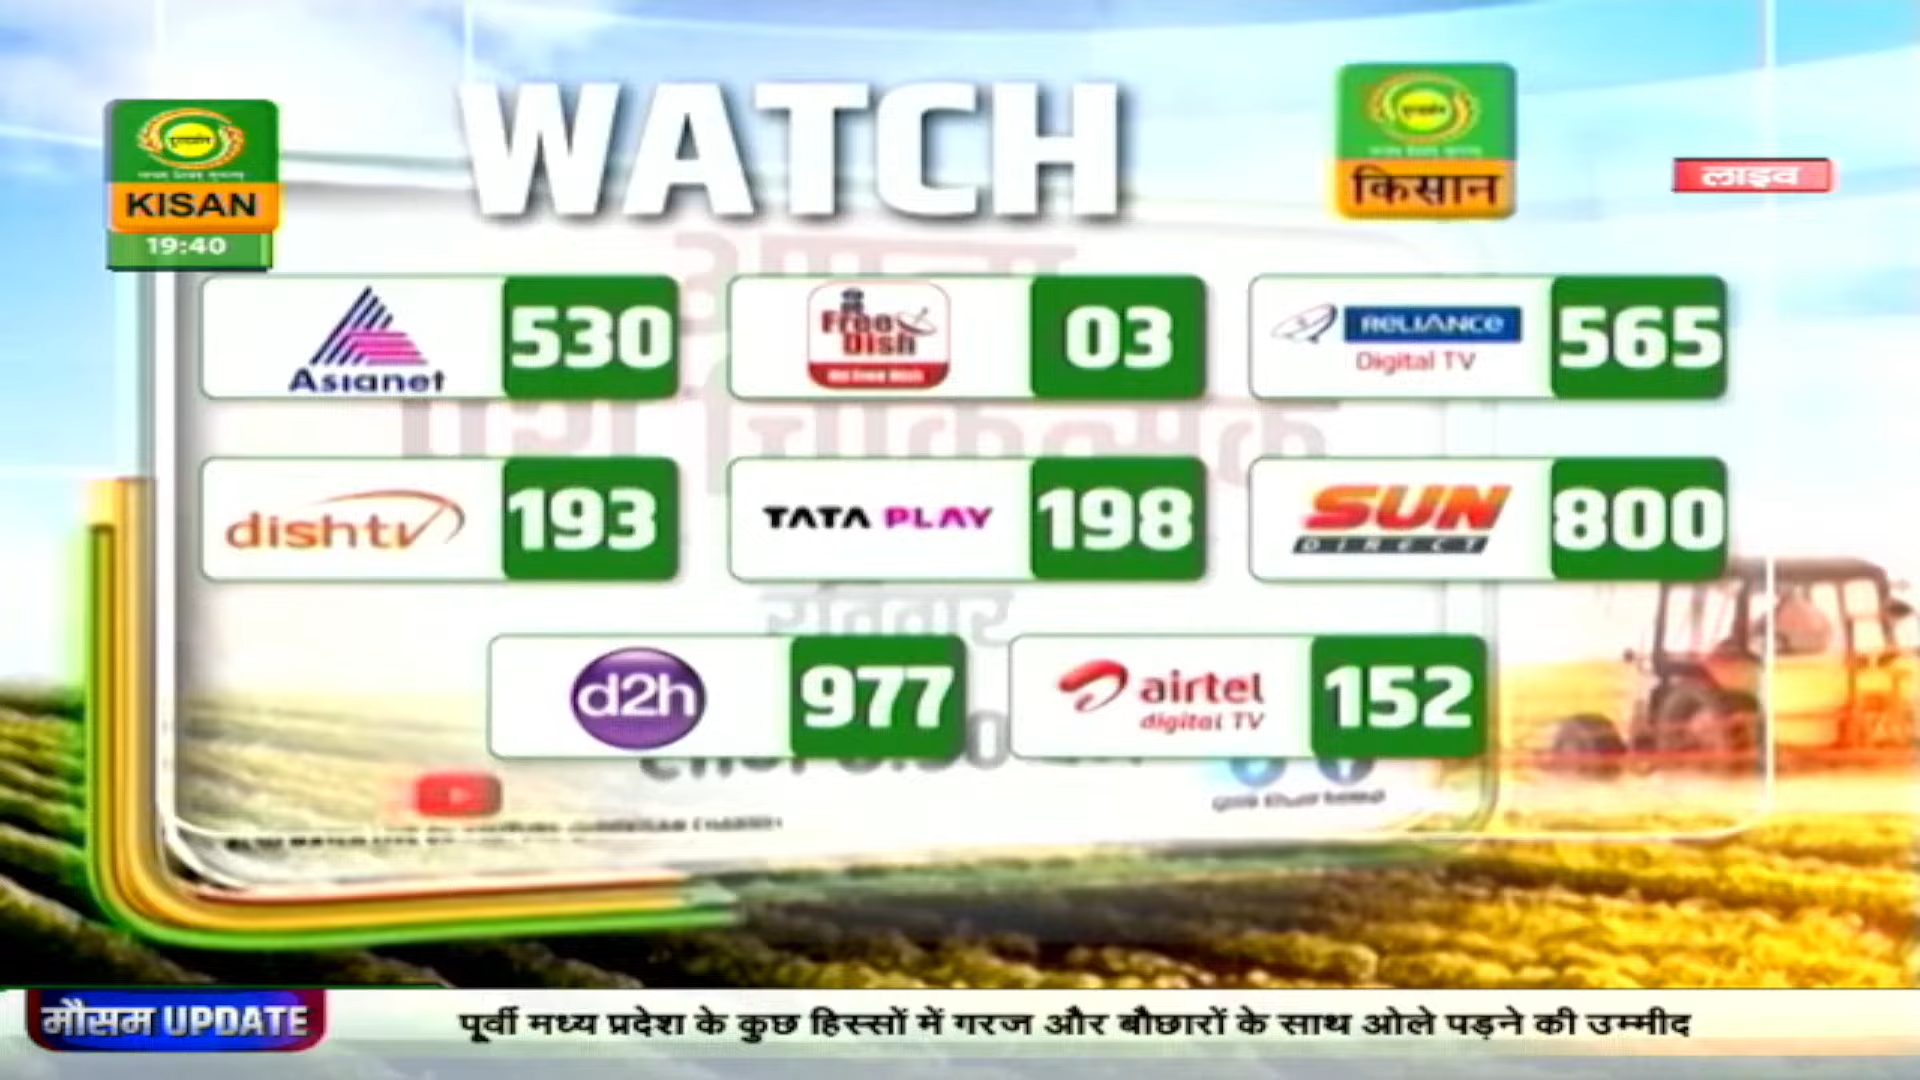 WATCH
KISAN
किसान
लाइव
19:40
Asianet
530
Free
Dish
03
RELIANCE
Digital TV
565
dishtv
193
TATA PLAY
198
SUN
DIRECT
800
रविवार
d2h
977
airtel
digital TV
152
मौसम UPDATE
पूर्वी मध्य प्रदेश के कुछ हिस्सों में गरज और बौछारों के साथ ओले पड़ने की उम्मीद